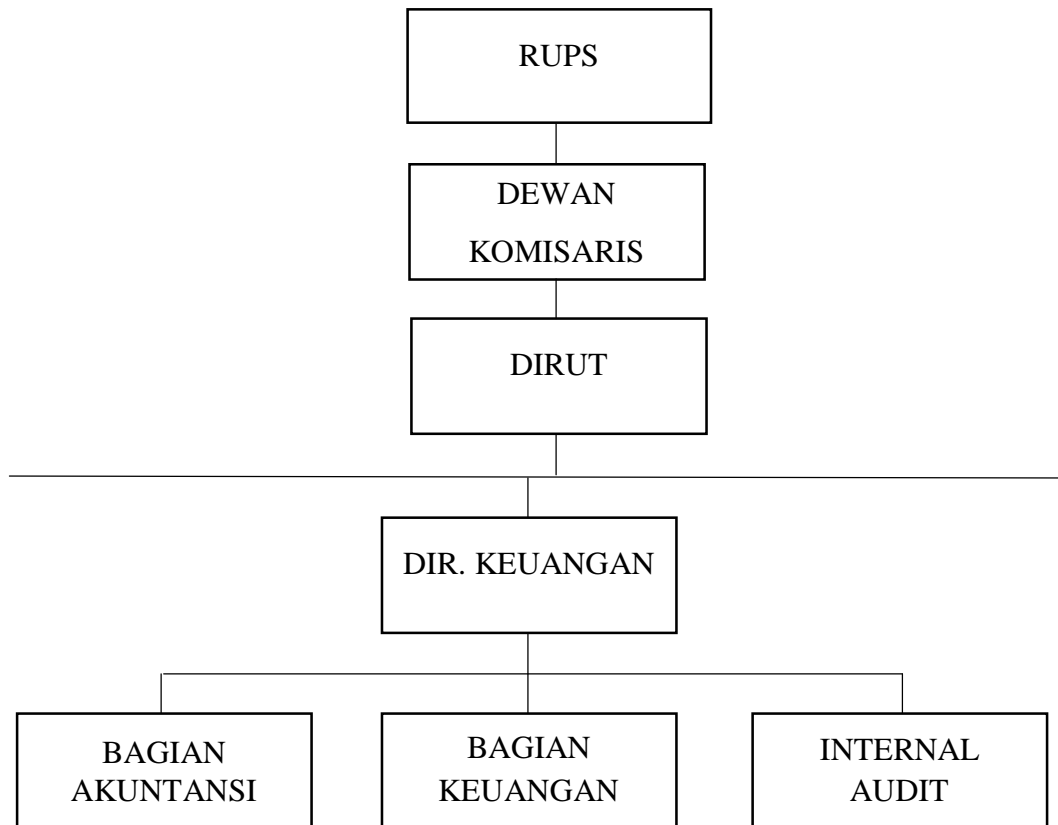 RUPS
DEWAN
KOMISARIS
DIRUT
DIR. KEUANGAN
BAGIAN
AKUNTANSI
BAGIAN
KEUANGAN
INTERNAL
AUDIT